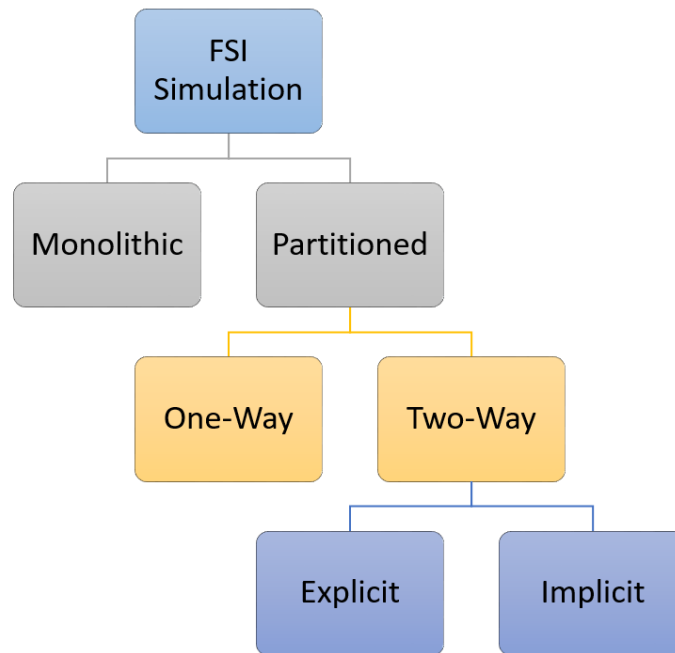 FSI
Simulation
Monolithic
Partitioned
One-Way
Two-Way
Explicit
Implicit